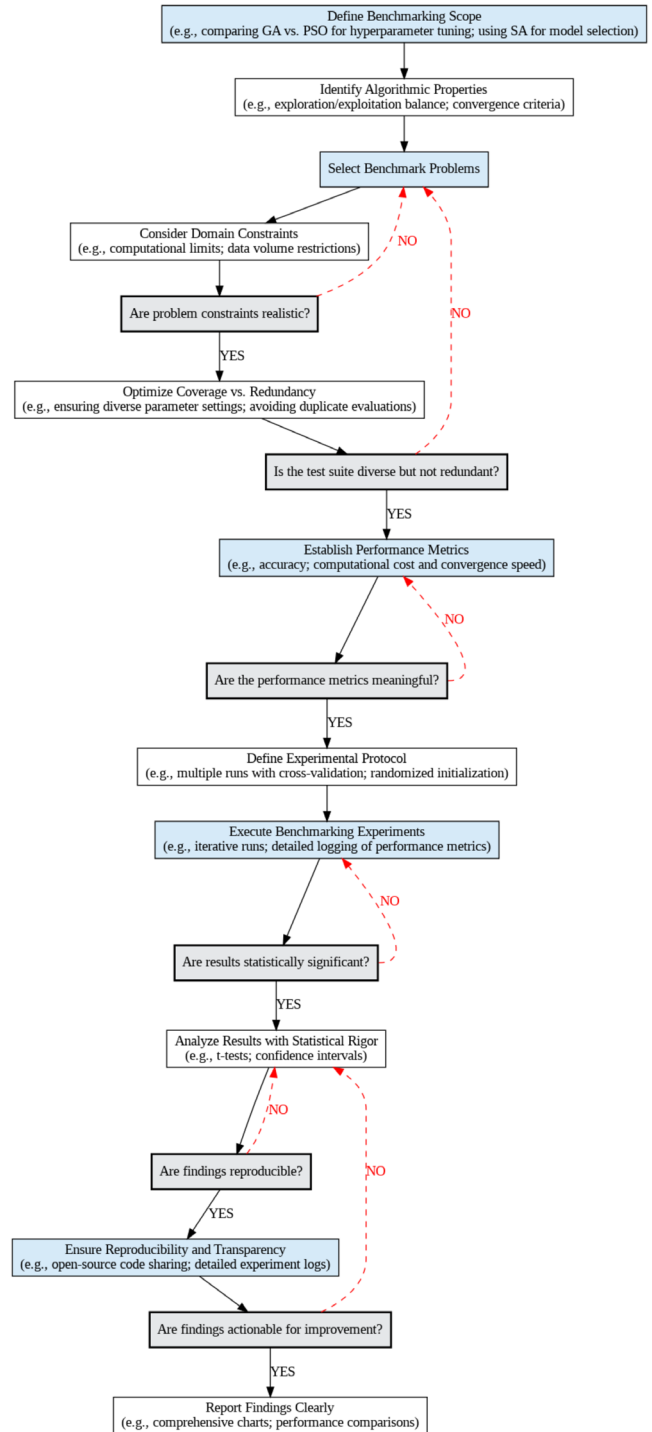 Define Benchmarking Scope
(e.g., comparing GA vs. PSO for hyperparameter tuning; using SA for model selection)
Identify Algorithmic Properties
(e.g., exploration/exploitation balance; convergence criteria)
Select Benchmark Problems
Consider Domain Constraints
(e.g., computational limits; data volume restrictions)
NO
Are problem constraints realistic?
NO
YES
Optimize Coverage vs. Redundancy
(e.g., ensuring diverse parameter settings; avoiding duplicate evaluations)
Is the test suite diverse but not redundant?
YES
Establish Performance Metrics
(e.g., accuracy; computational cost and convergence speed)
NO
Are the performance metrics meaningful?
YES
Define Experimental Protocol
(e.g., multiple runs with cross-validation; randomized initialization)
Execute Benchmarking Experiments
(e.g., iterative runs; detailed logging of performance metrics)
NO
Are results statistically significant?
YES
Analyze Results with Statistical Rigor
(e.g., t-tests; confidence intervals)
NO
Are findings reproducible?
NO
YES
Ensure Reproducibility and Transparency
(e.g., open-source code sharing; detailed experiment logs)
Are findings actionable for improvement?
YES
Report Findings Clearly
(e.g., comprehensive charts; performance comparisons)